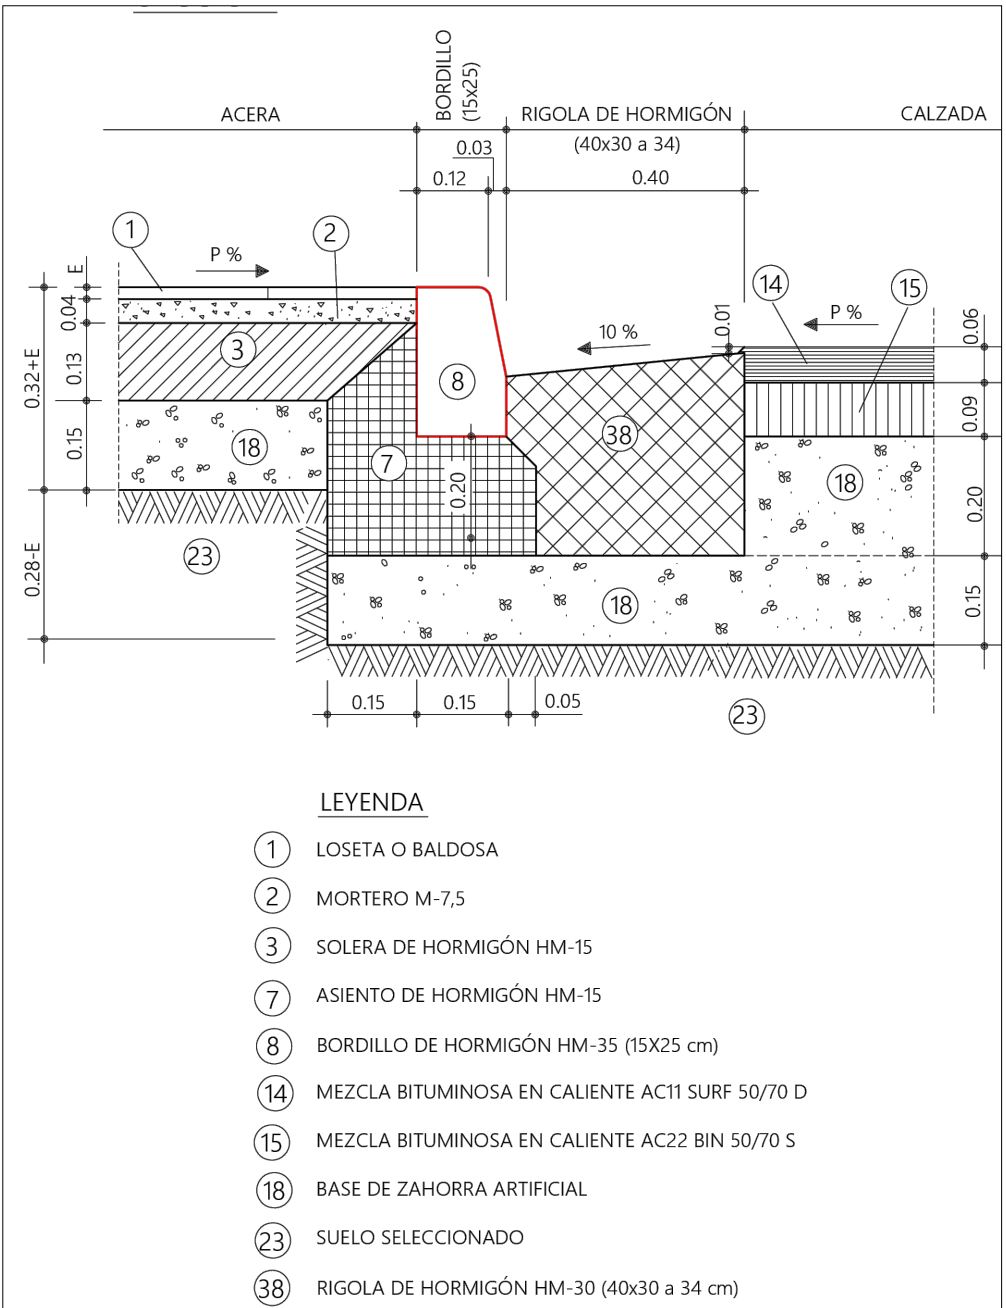 BORDILLO
(15x25)
ACERA
RIGOLA DE HORMIGÓN
CALZADA
(40x30 a 34)
0.03
0.12
0.40
1
2
P %
E
14
15
0.04
0.01
P %
0.06
10 %
3
0.13
0.32+E
8
0.09
18
38
0.15
7
18
0.20
0.20
23
0.28-E
18
0.15
0.15
0.15
0.05
23
LEYENDA
1 LOSETA O BALDOSA
2 MORTERO M-7,5
3 SOLERA DE HORMIGÓN HM-15
7 ASIENTO DE HORMIGÓN HM-15
8 BORDILLO DE HORMIGÓN HM-35 (15X25 cm)
14 MEZCLA BITUMINOSA EN CALIENTE AC11 SURF 50/70 D
15 MEZCLA BITUMINOSA EN CALIENTE AC22 BIN 50/70 S
18 BASE DE ZAHORRA ARTIFICIAL
23 SUELO SELECCIONADO
38 RIGOLA DE HORMIGÓN HM-30 (40x30 a 34 cm)